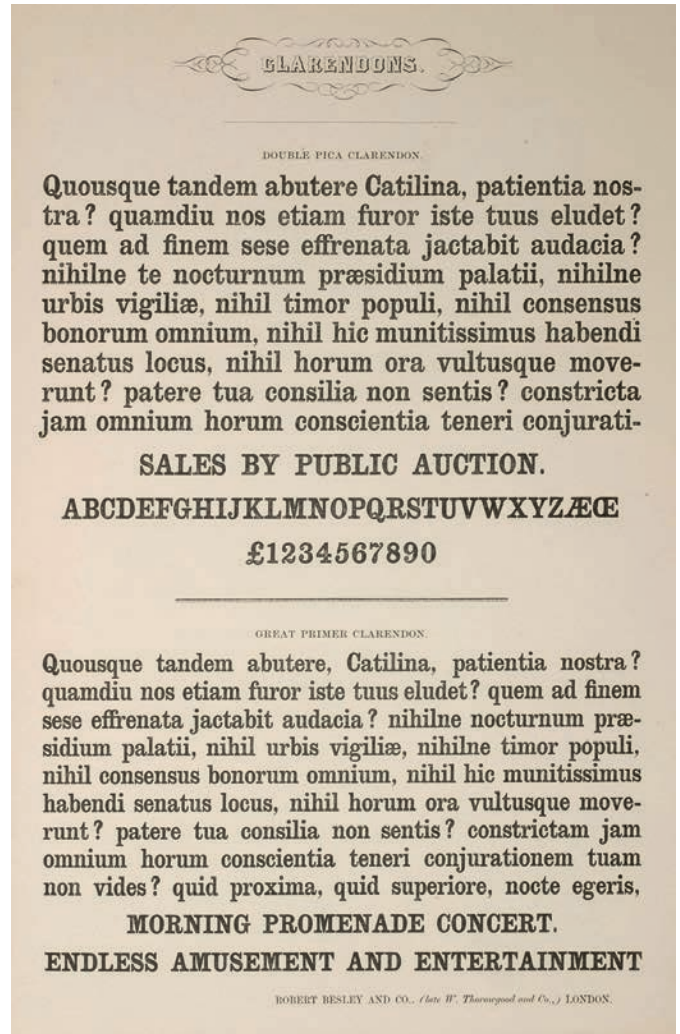 CLARENDONS.
DOUBLE PICA CLARENDON.
Quousque tandem abutere Catilina, patientia nos-
tra? quamdiu nos etiam furor iste tuus eludet?
quem ad finem sese effrenata jactabit audacia?
nihilne te nocturnum præsidium palatii, nihilne
urbis vigiliæ, nihil timor populi, nihil consensus
bonorum omnium, nihil hic munitissimus habendi
senatus locus, nihil horum ora vultusque move-
runt? patere tua consilia non sentis? constricta
jam omnium horum conscientia teneri conjurati-
SALES BY PUBLIC AUCTION.
ABCDEFGHIJKLMNOPQRSTUVWXYZÆŒ
£1234567890
GREAT PRIMER CLARENDON.
Quousque tandem abutere, Catilina, patientia nostra?
quamdiu nos etiam furor iste tuus eludet? quem ad finem
sese effrenata jactabit audacia? nihilne nocturnum præ-
sidium palatii, nihil urbis vigiliæ, nihilne timor populi,
nihil consensus bonorum omnium, nihil hic munitissimus
habendi senatus locus, nihil horum ora vultusque move-
runt? patere tua consilia non sentis? constrictam jam
omnium horum conscientia teneri conjurationem tuam
non vides? quid proxima, quid superiore, nocte egeris,
MORNING PROMENADE CONCERT.
ENDLESS AMUSEMENT AND ENTERTAINMENT
ROBERT BESLEY AND CO., (late W. Thorowgood and Co.,) LONDON.